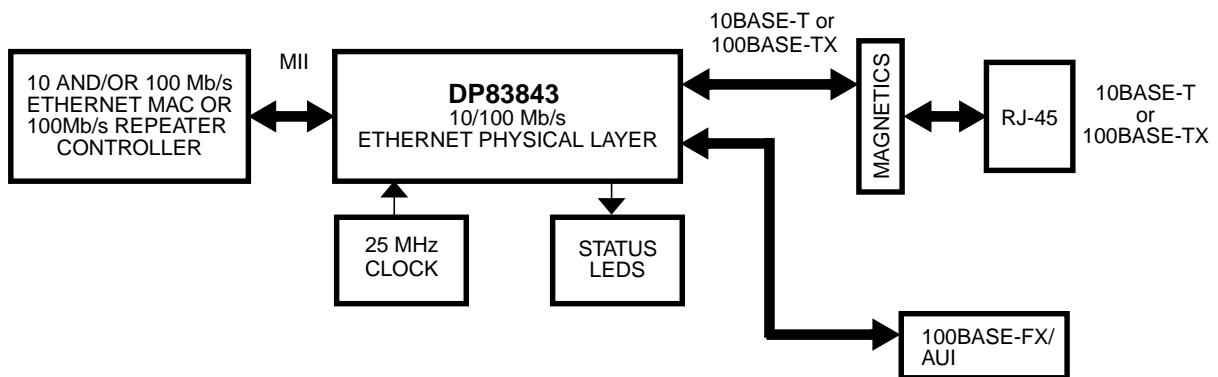 10BASE-T or
100BASE-TX
MII
10 AND/OR 100 Mb/s
ETHERNET MAC OR
100Mb/s REPEATER
CONTROLLER
DP83843
10/100 Mb/s
ETHERNET PHYSICAL LAYER
MAGNETICS
RJ-45
10BASE-T
or
100BASE-TX
25 MHz
CLOCK
STATUS
LEDS
100BASE-FX/
AUI